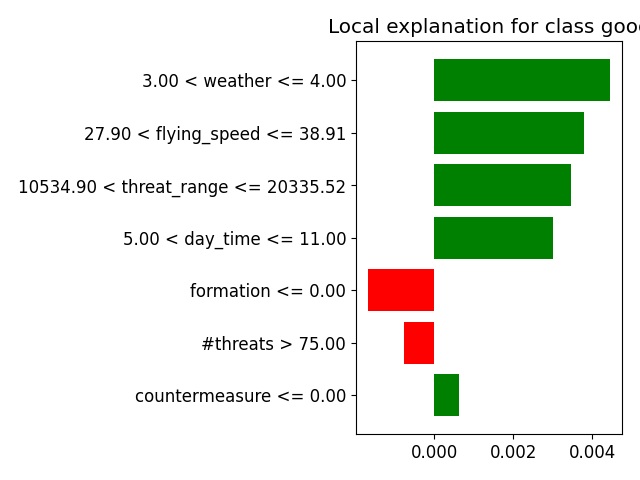 Local explanation for class good
3.00 < weather <= 4.00
27.90 < flying_speed <= 38.91
10534.90 < threat_range <= 20335.52
5.00 < day_time <= 11.00
formation <= 0.00
#threats > 75.00
countermeasure <= 0.00
0.000 0.002 0.004